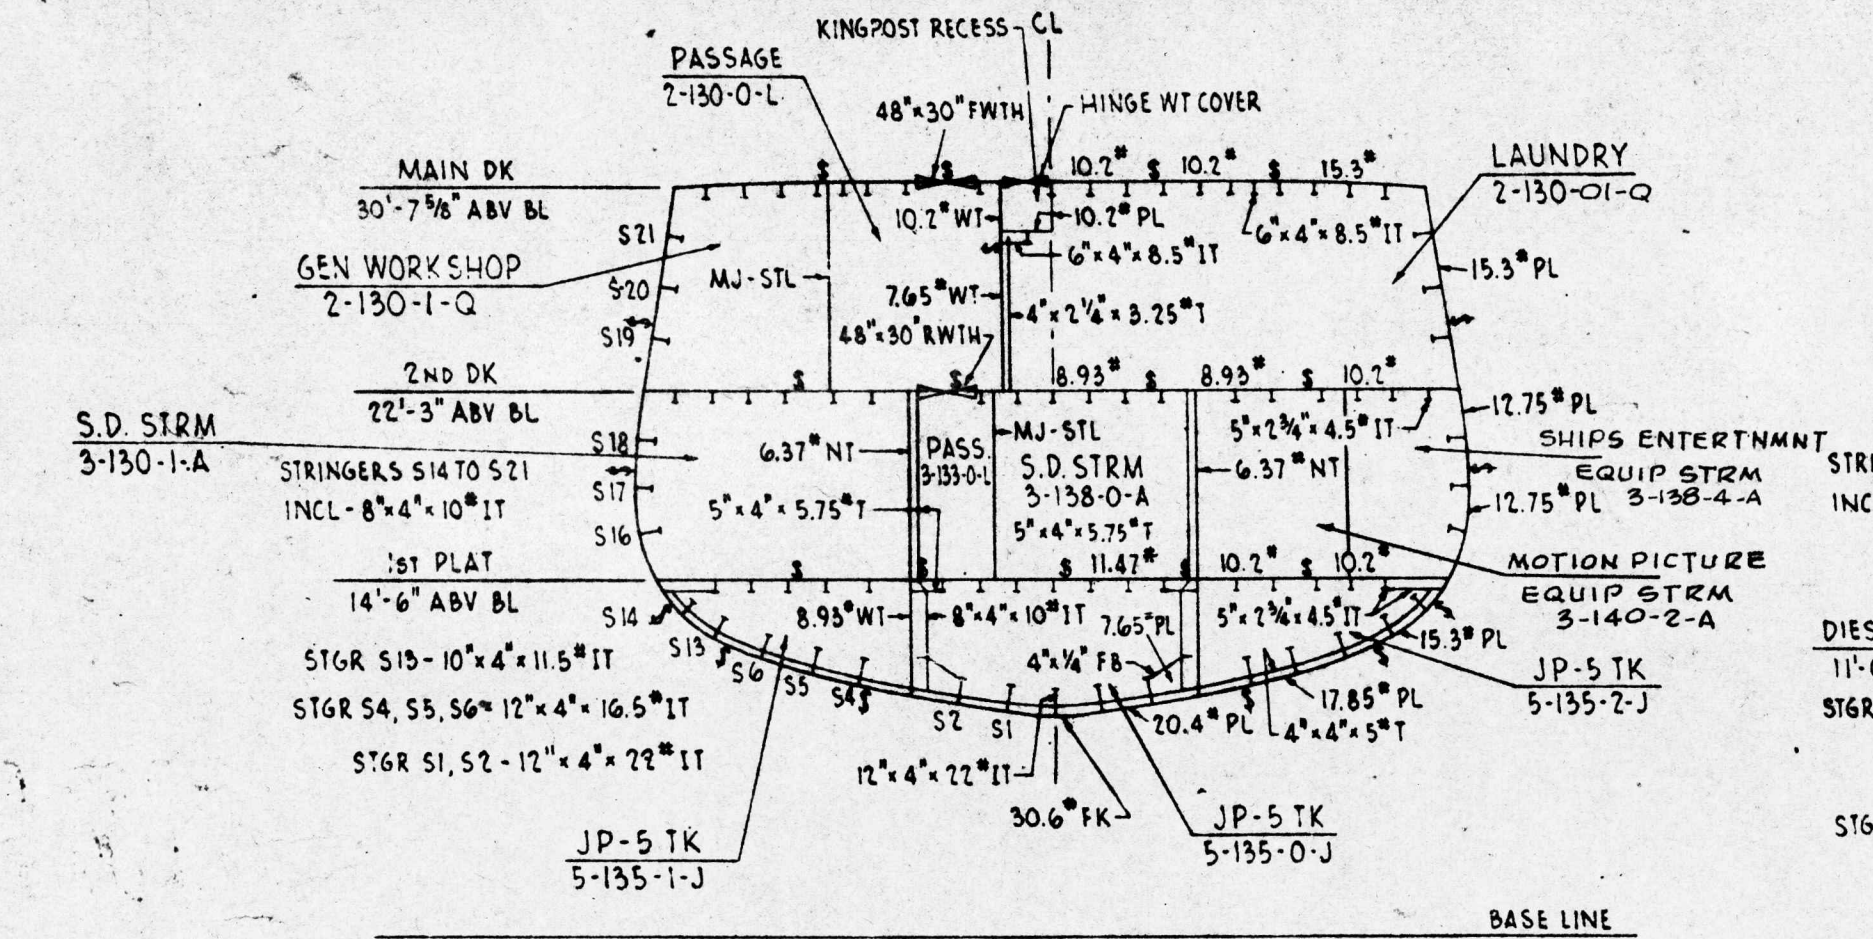 KINGPOST RECESS
CL
PASSAGE
2-130-0-L
48"x30" FWTH
HINGE WT COVER
MAIN DK
30'-7 5/8" ABV BL
$
$
10.2#
$
10.2#
$
15.3#
LAUNDRY
2-130-01-Q
10.2# WT
10.2# PL
6"x4"x8.5# IT
6"x4"x8.5# IT
S21
GEN WORKSHOP
2-130-1-Q
MJ-STL
15.3# PL
S20
7.65# WT
4"x2 1/4"x3.25# T
S19
48"x30" RWTH
2ND DK
22'-3" ABV BL
$
$
8.93#
$
8.93#
$
10.2#
12.75# PL
S.D. STRM
3-130-1-A
S18
6.37# NT
PASS.
3-133-0-L
MJ-STL
S.D. STRM
3-138-0-A
5"x4"x5.75# T
6.37# NT
5"x2 3/4"x4.5# IT
SHIPS ENTERTNMNT
EQUIP STRM
3-138-4-A
STRINGERS S14 TO S21
INCL - 8"x4"x10# IT
S17
5"x4"x5.75# T
12.75# PL
S16
1ST PLAT
14'-6" ABV BL
$
$
$
11.47#
$
10.2#
$
10.2#
MOTION PICTURE
EQUIP STRM
3-140-2-A
S14
8.93# WT
8"x4"x10# IT
7.65# PL
5"x2 3/4"x4.5# IT
15.3# PL
STGR S13 - 10"x4"x11.5# IT
S13
S6
S5
S4
4"x1/4" FB
JP-5 TK
5-135-2-J
STGR S4, S5, S6 = 12"x4"x16.5# IT
S2
S1
20.4# PL
17.85# PL
4"x4"x5# T
STGR S1, S2 - 12"x4"x22# IT
12"x4"x22# IT
30.6# FK
JP-5 TK
5-135-0-J
JP-5 TK
5-135-1-J
BASE LINE
INC
STGR